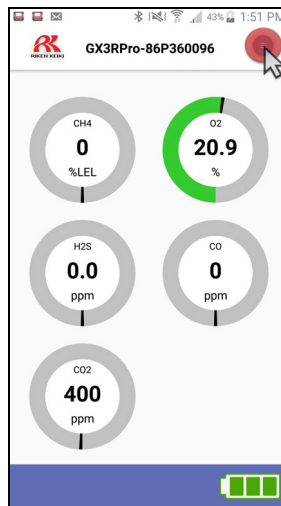 43% 1:51 PM
RIKEN KEIKI
GX3RPro-86P360096
CH4
0
%LEL
O2
20.9
%
H2S
0.0
ppm
CO
0
ppm
CO2
400
ppm